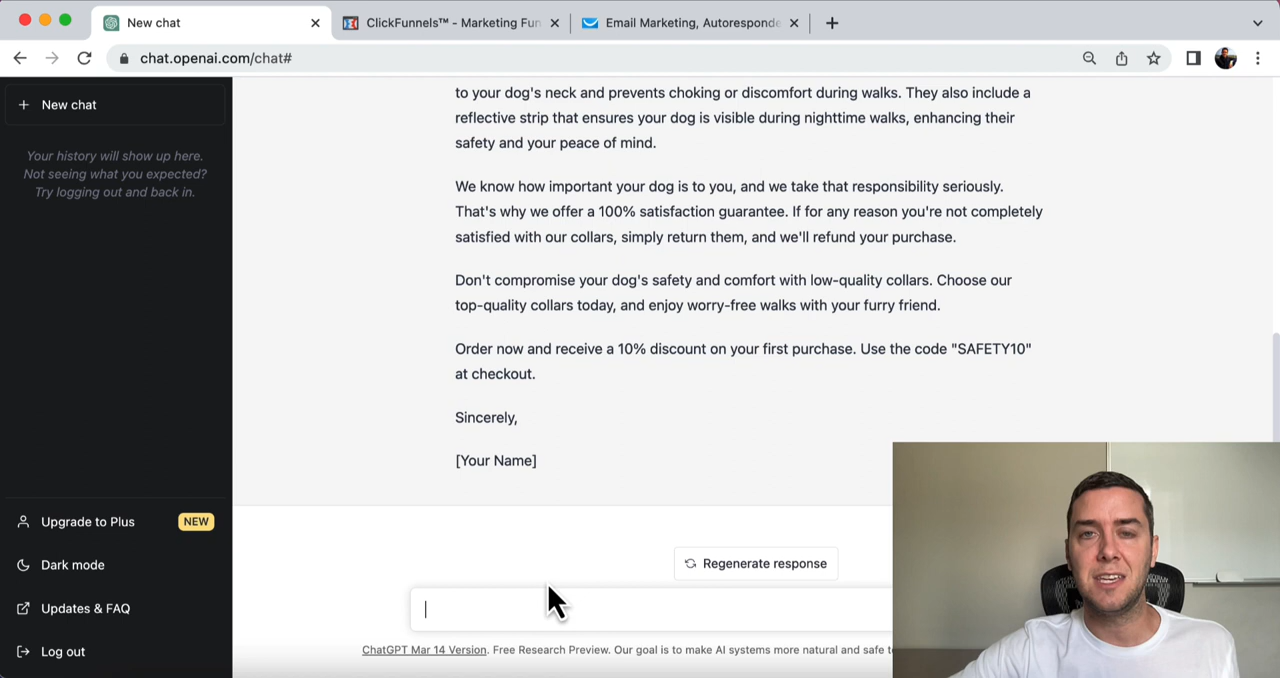 New chat
ClickFunnels™ - Marketing Fun
Email Marketing, Autoresponde
chat.openai.com/chat#
New chat
Your history will show up here.
Not seeing what you expected?
Try logging out and back in.
Upgrade to Plus
NEW
Dark mode
Updates & FAQ
Log out
to your dog's neck and prevents choking or discomfort during walks. They also include a
reflective strip that ensures your dog is visible during nighttime walks, enhancing their
safety and your peace of mind.
We know how important your dog is to you, and we take that responsibility seriously.
That's why we offer a 100% satisfaction guarantee. If for any reason you're not completely
satisfied with our collars, simply return them, and we'll refund your purchase.
Don't compromise your dog's safety and comfort with low-quality collars. Choose our
top-quality collars today, and enjoy worry-free walks with your furry friend.
Order now and receive a 10% discount on your first purchase. Use the code "SAFETY10"
at checkout.
Sincerely,
[Your Name]
Regenerate response
ChatGPT Mar 14 Version. Free Research Preview. Our goal is to make AI systems more natural and safe